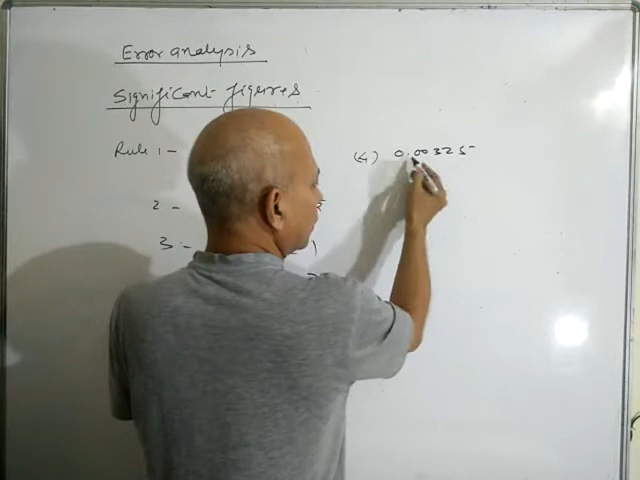 Error analysis
Significant figures
Rule 1 -
2 -
3 :-
(4) 0.00325